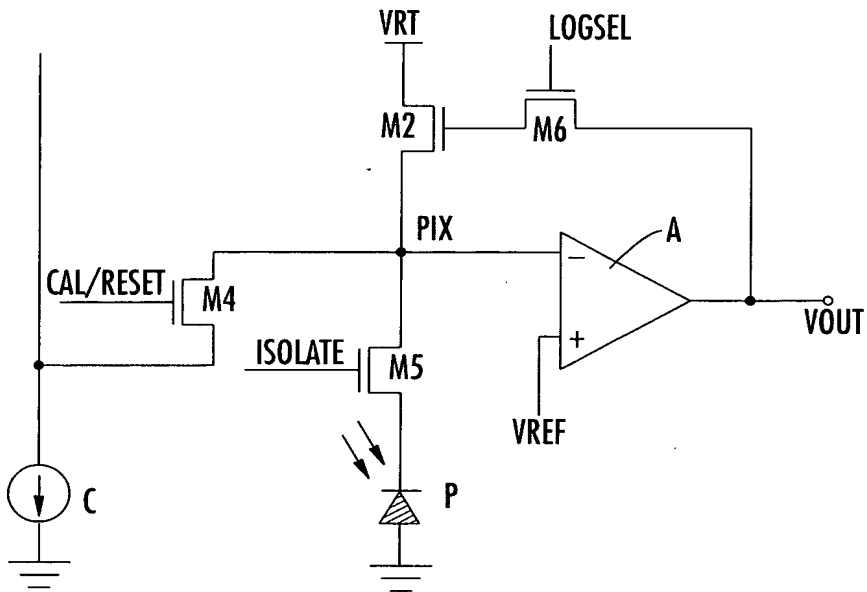 VRT
LOGSEL
M2
M6
PIX
A
CAL/RESET
M4
−
VOUT
ISOLATE
M5
+
VREF
C
P